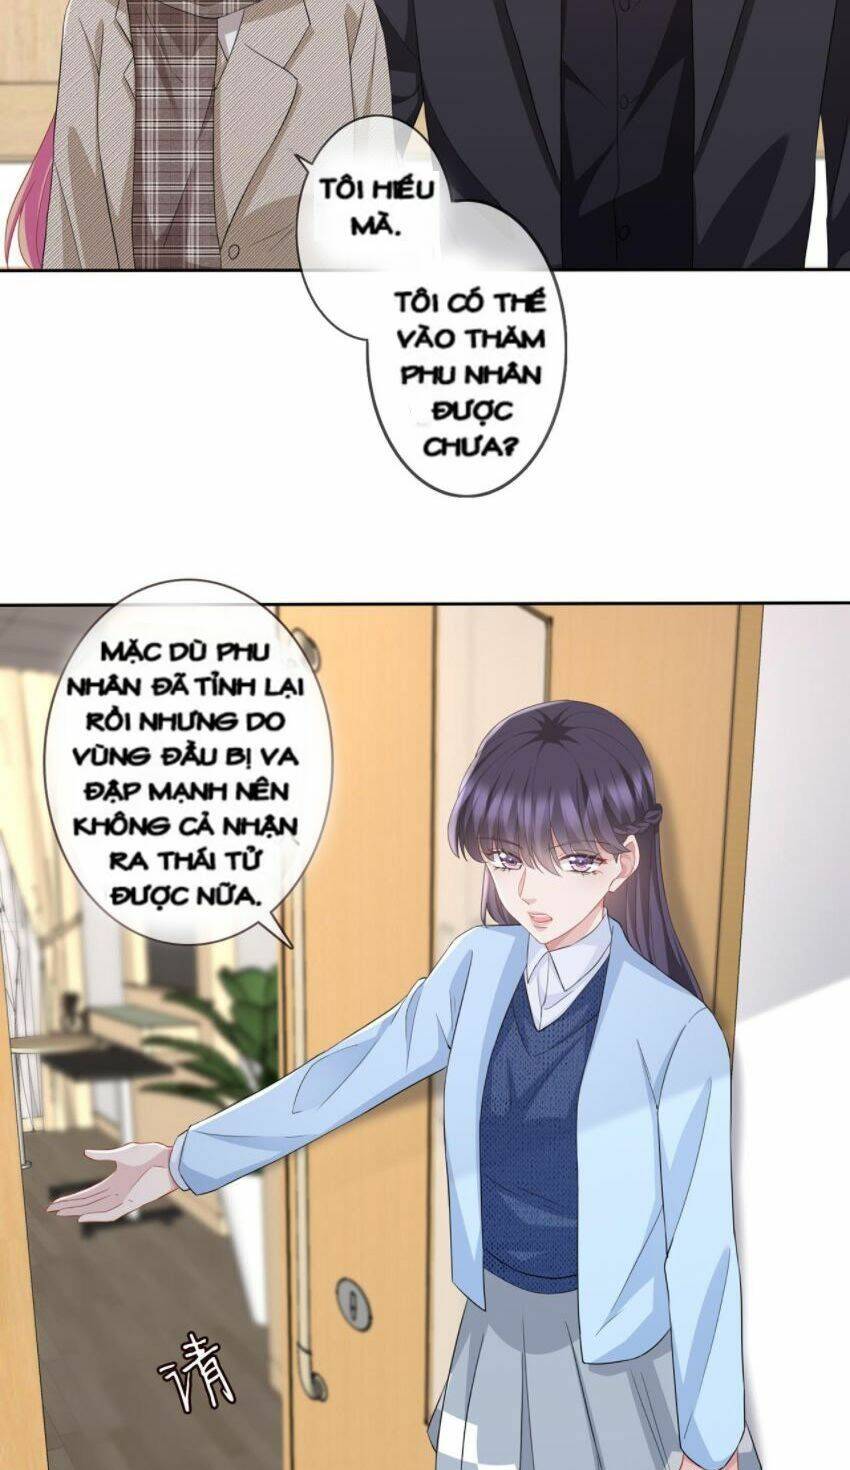 TÔI HIỂU
MÀ.
TÔI CÓ THỂ
VÀO THĂM
PHU NHÂN
ĐƯỢC
CHƯA?
MẶC DÙ PHU
NHÂN ĐÃ TỈNH LẠI
RỒI NHƯNG DO
VÙNG ĐẦU BỊ VA
ĐẬP MẠNH NÊN
KHÔNG CẢ NHẬN
RA THÁI TỬ
ĐƯỢC NỮA.
请